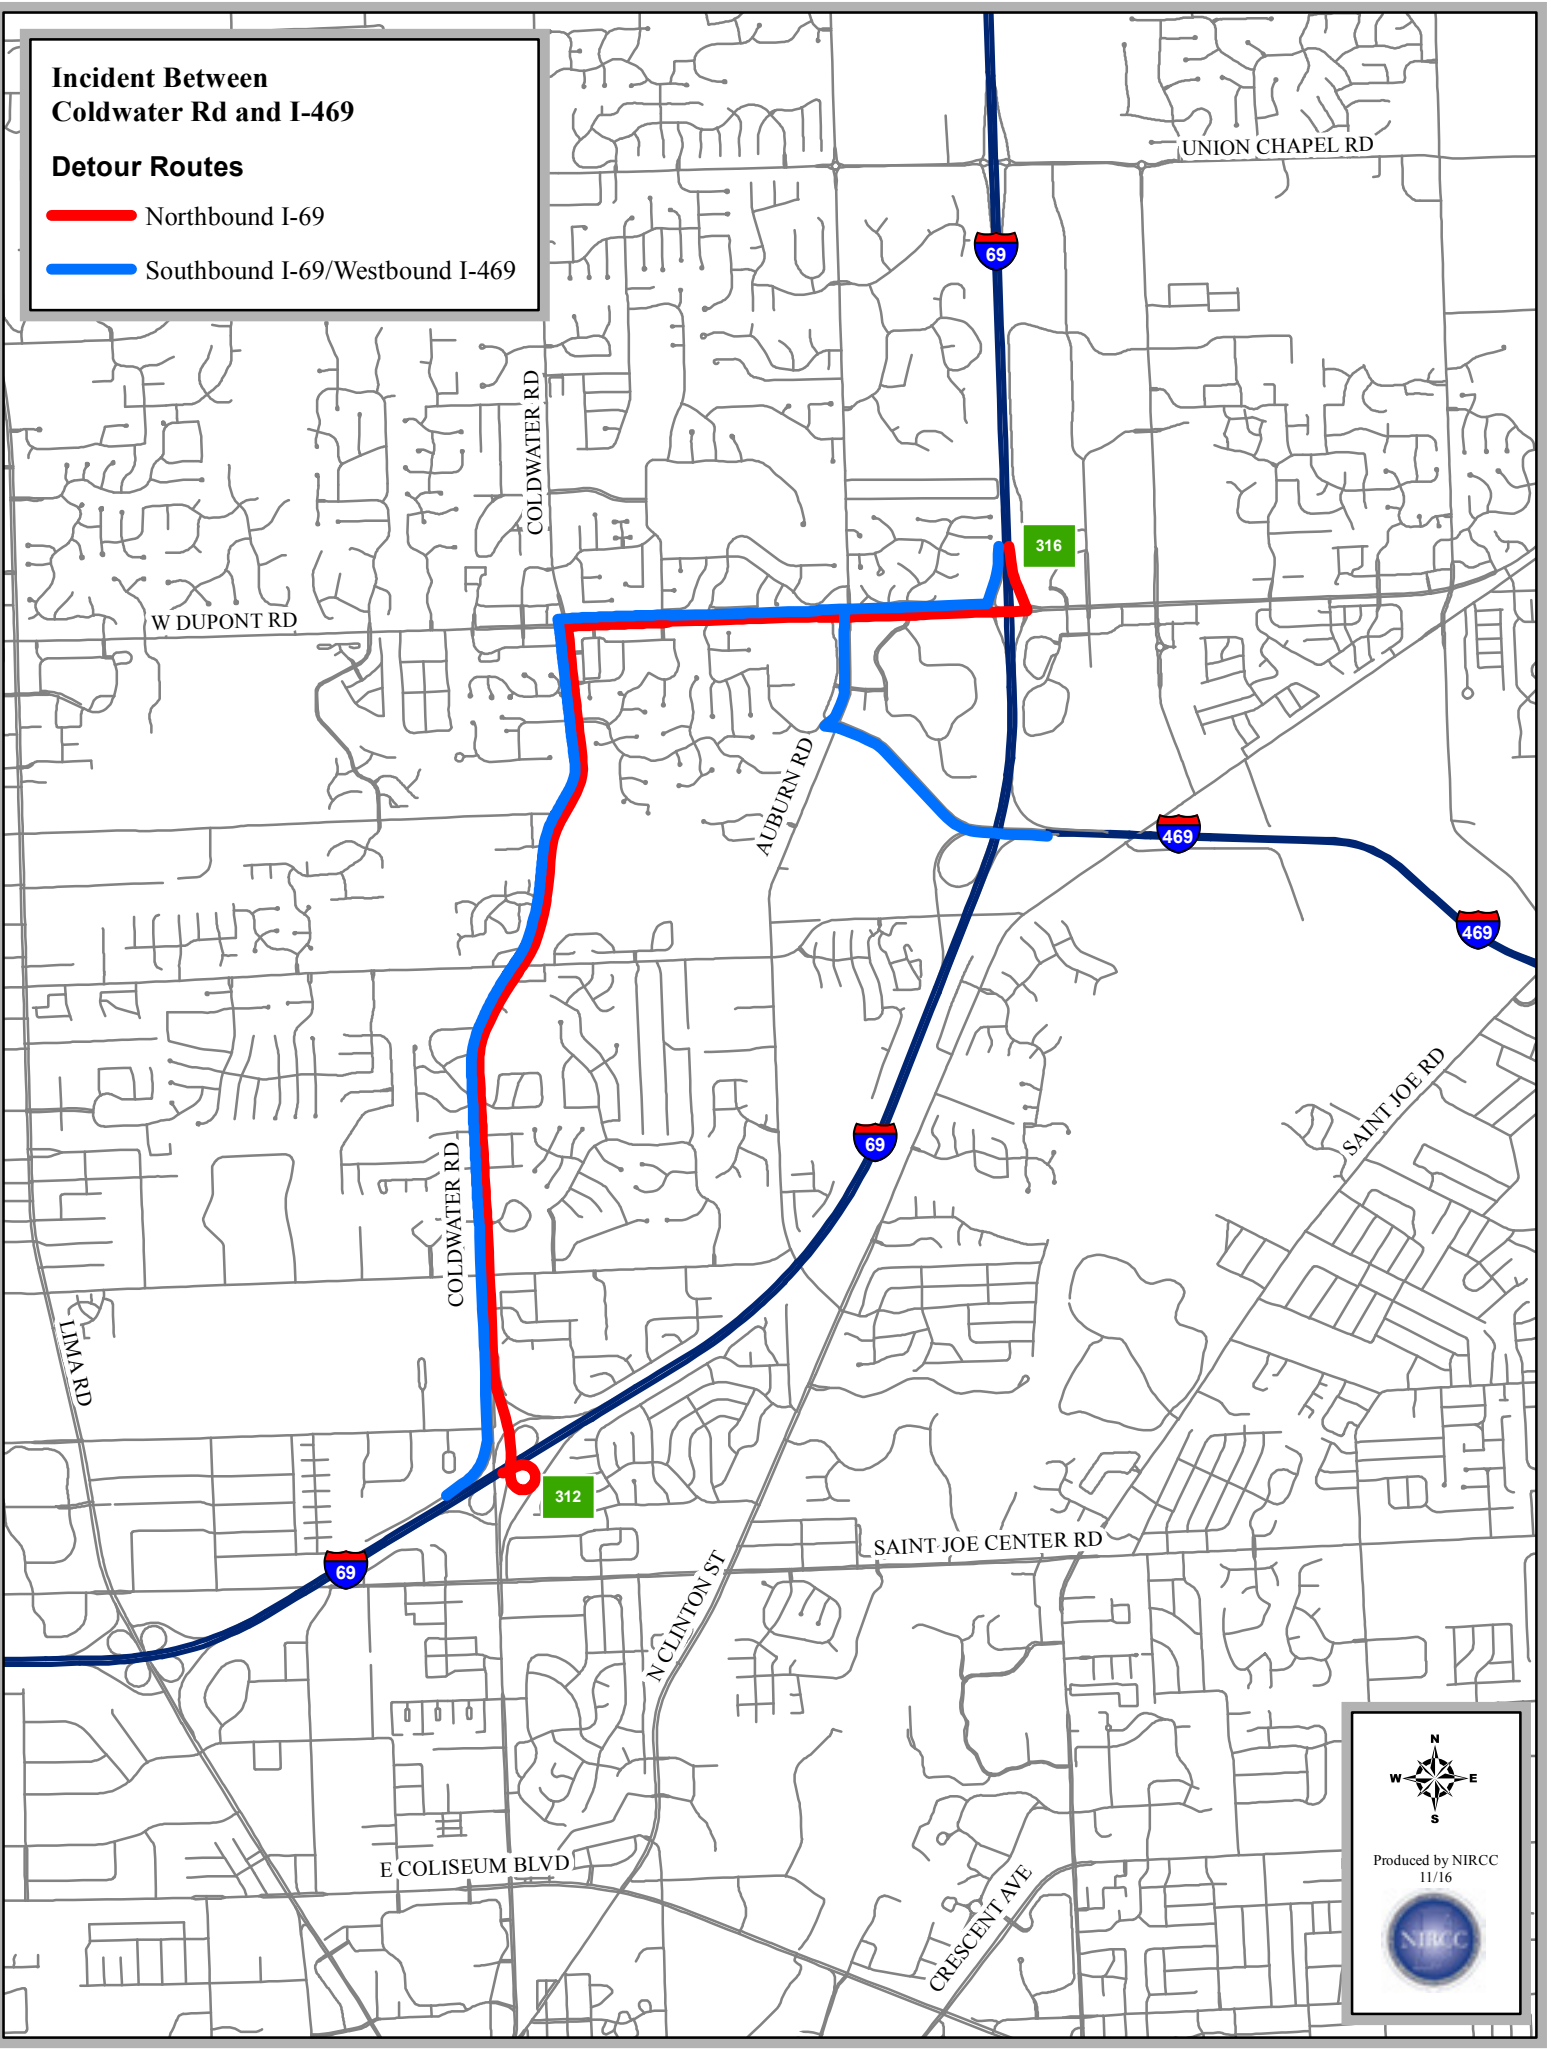 Incident Between
Coldwater Rd and I-469
Detour Routes
Northbound I-69
Southbound I-69/Westbound I-469
UNION CHAPEL RD
69
COLDWATER RD
316
W DUPONT RD
AUBURN RD
469
469
SAINT JOE RD
69
COLDWATER RD
LIMA RD
312
SAINT JOE CENTER RD
69
N CLINTON ST
E COLISEUM BLVD
CRESCENT AVE
N
W E
S
Produced by NIRCC
11/16
NIRCC